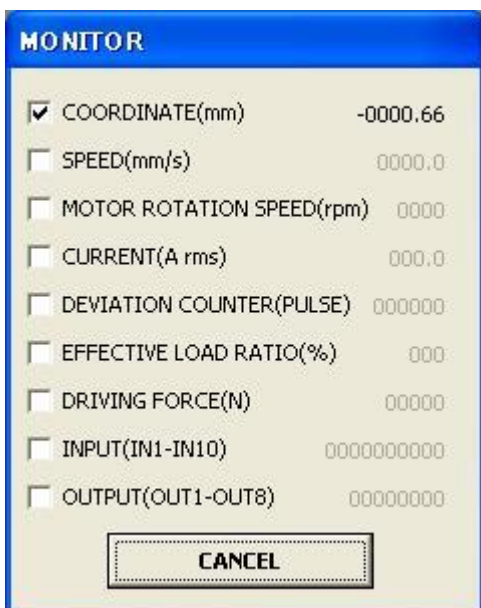 MONITOR
COORDINATE(mm) -0000.66
SPEED(mm/s) 0000.0
MOTOR ROTATION SPEED(rpm) 0000
CURRENT(A rms) 000.0
DEVIATION COUNTER(PULSE) 000000
EFFECTIVE LOAD RATIO(%) 000
DRIVING FORCE(N) 00000
INPUT(IN1-IN10) 0000000000
OUTPUT(OUT1-OUT8) 00000000
CANCEL